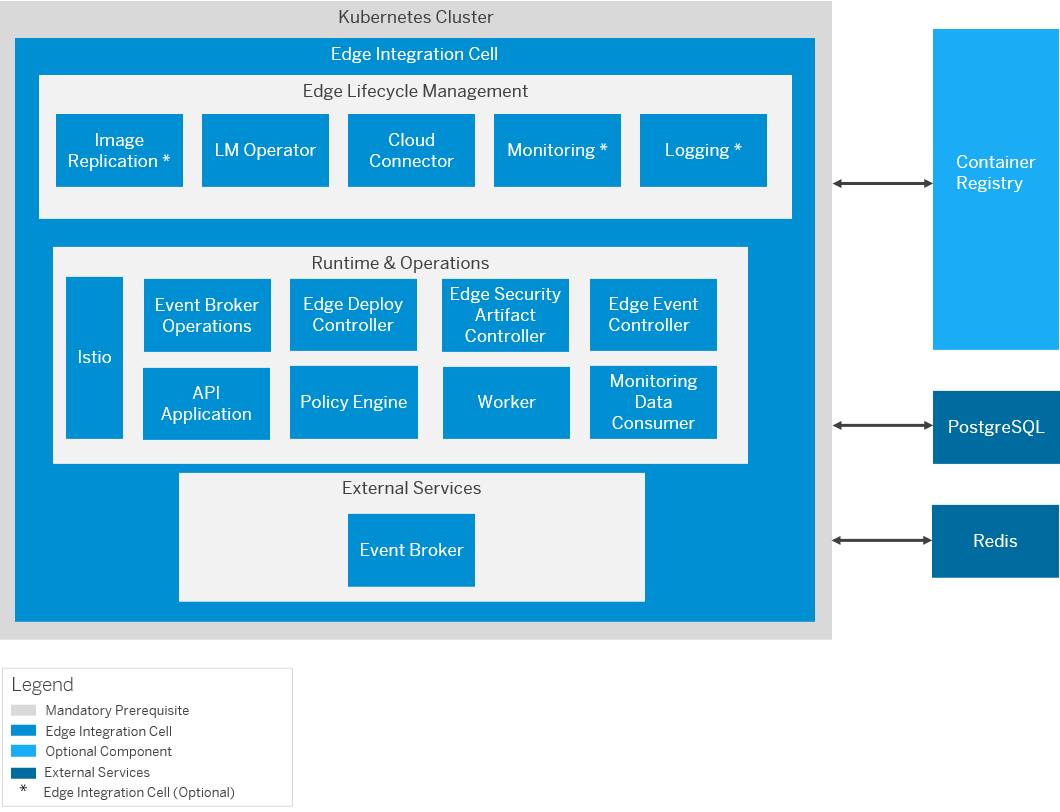 Kubernetes Cluster
Edge Integration Cell
Edge Lifecycle Management
Image
Replication *
LM Operator
Cloud
Connector
Monitoring *
Logging *
Container
Registry
Runtime & Operations
Istio
Event Broker
Operations
Edge Deploy
Controller
Edge Security
Artifact
Controller
Edge Event
Controller
API
Application
Policy Engine
Worker
Monitoring
Data
Consumer
PostgreSQL
External Services
Event Broker
Redis
Legend
Mandatory Prerequisite
Edge Integration Cell
Optional Component
External Services
* Edge Integration Cell (Optional)